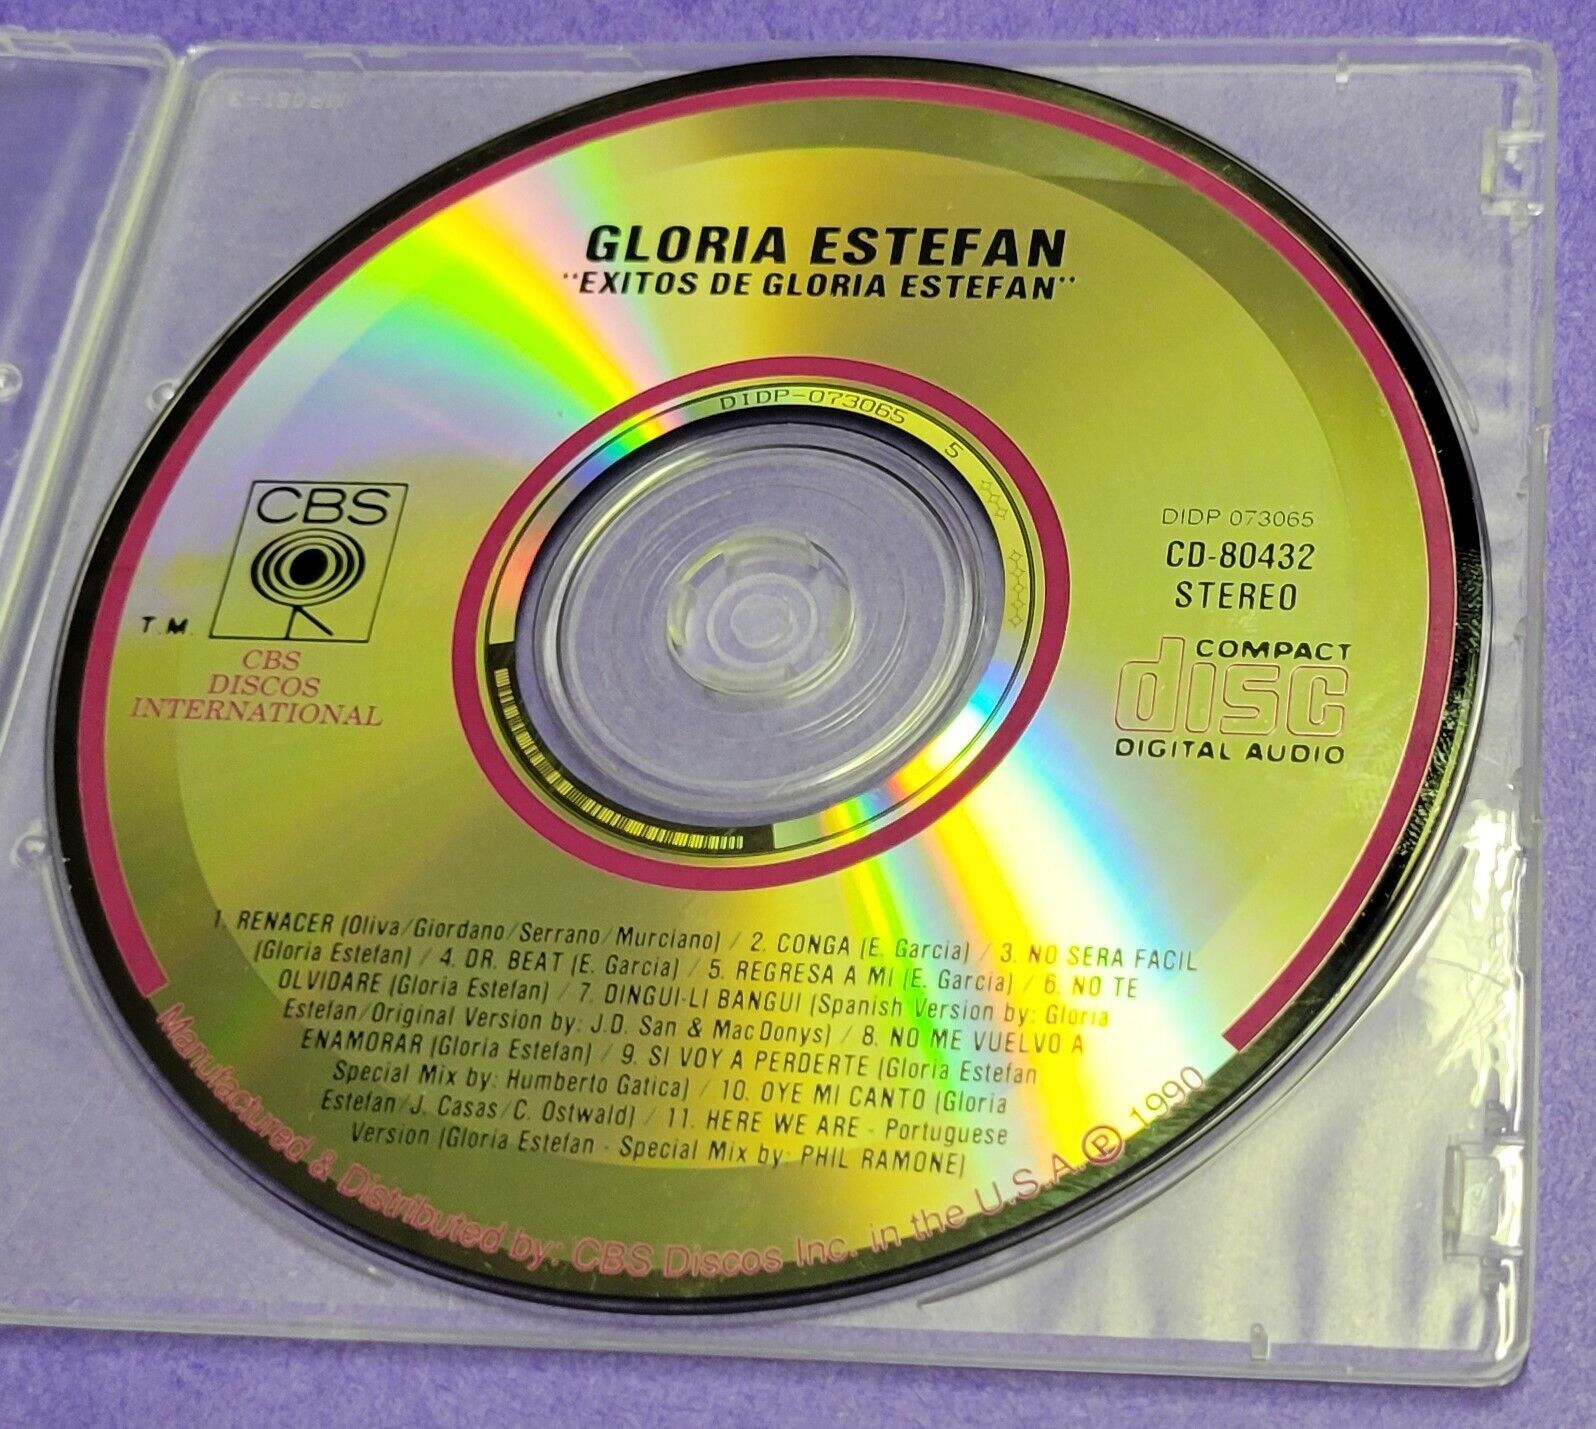 GLORIA ESTEFAN
"EXITOS DE GLORIA ESTEFAN"
DIDP-073065 5
CBS
T.M.
CBS
DISCOS
INTERNATIONAL
DIDP 073065
CD-80432
STEREO
COMPACT
disc
DIGITAL AUDIO
1. RENACER (Oliva/Giordano/Serrano/Murciano) / 2. CONGA (E. Garcia) / 3. NO SERA FACIL
(Gloria Estefan) / 4. DR. BEAT (E. Garcia) / 5. REGRESA A MI (E. Garcia) / 6. NO TE
OLVIDARE (Gloria Estefan) / 7. DINGUI-LI BANGUI (Spanish Version by: Gloria
Estefan/Original Version by: J.D. San & MacDonys) / 8. NO ME VUELVO A
ENAMORAR (Gloria Estefan) / 9. SI VOY A PERDERTE (Gloria Estefan
Special Mix by: Humberto Gatica) / 10. OYE MI CANTO (Gloria
Estefan/J. Casas/C. Ostwald) / 11. HERE WE ARE - Portuguese
Version (Gloria Estefan - Special Mix by: PHIL RAMONE)
Manufactured & Distributed by: CBS Discos Inc. in the U.S.A. ℗ 1990